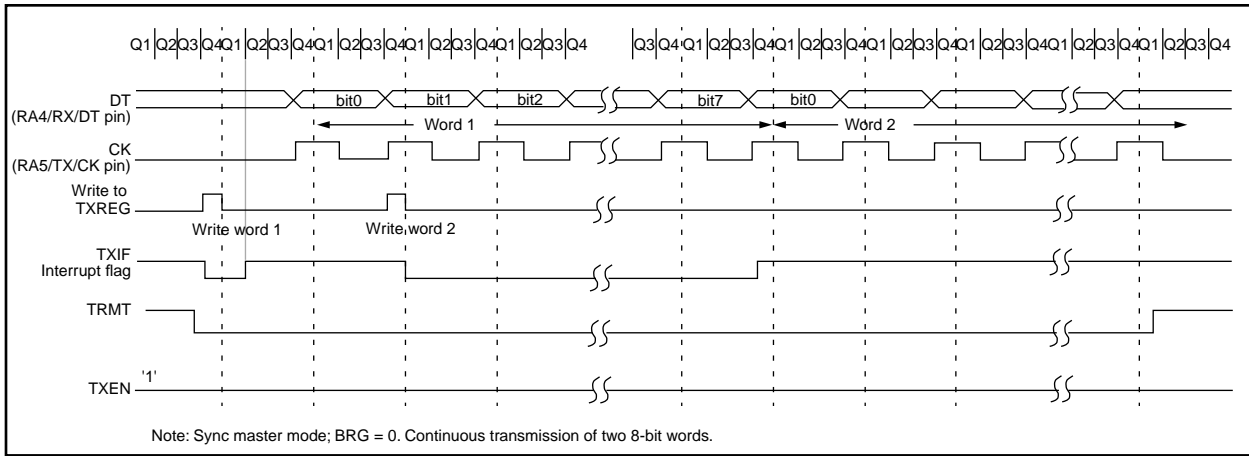 Q1 Q2 Q3 Q4 Q1 Q2 Q3 Q4 Q1 Q2 Q3 Q4 Q1 Q2 Q3 Q4 Q1 Q2 Q3 Q4 Q3 Q4 Q1 Q2 Q3 Q4 Q1 Q2 Q3 Q4 Q1 Q2 Q3 Q4 Q1 Q2 Q3 Q4 Q1 Q2 Q3 Q4 Q1 Q2 Q3 Q4
DT bit0 bit1 bit2 bit7 bit0
(RA4/RX/DT pin)
Word 1 Word 2
CK
(RA5/TX/CK pin)
Write to
TXREG
Write word 1 Write word 2
TXIF
Interrupt flag
TRMT
'1'
TXEN
Note: Sync master mode; BRG = 0. Continuous transmission of two 8-bit words.